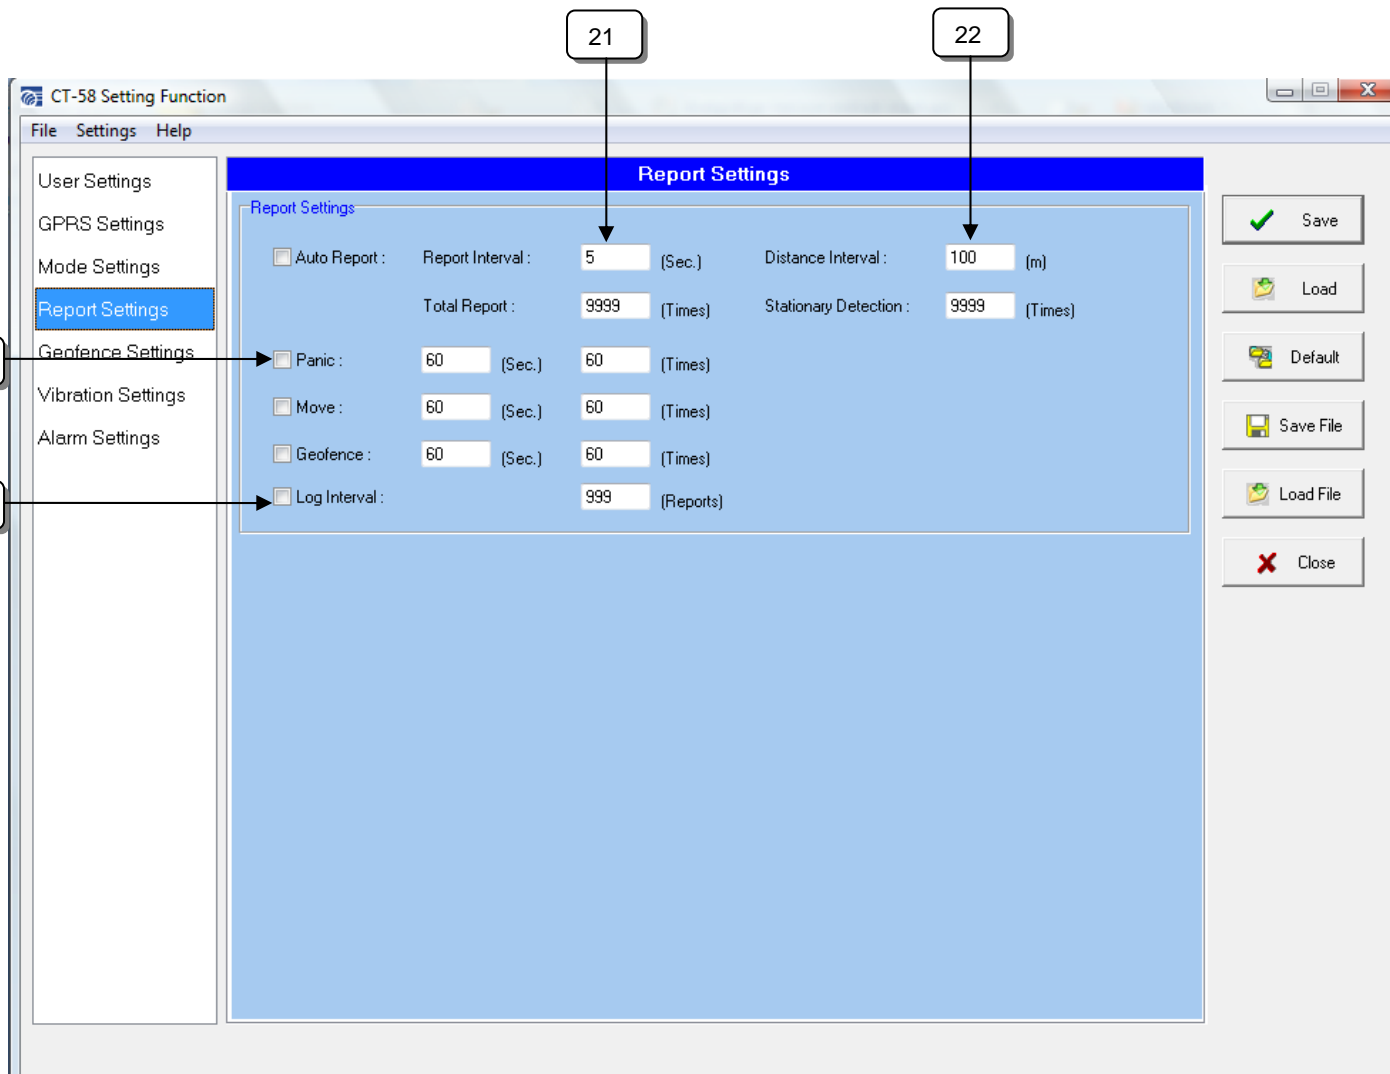 21
22
CT-58 Setting Function
File Settings Help
User Settings
GPRS Settings
Mode Settings
Report Settings
Geofence Settings
Vibration Settings
Alarm Settings
Report Settings
Report Settings
Auto Report : Report Interval : 5 (Sec.) Distance Interval : 100 (m)
Total Report : 9999 (Times) Stationary Detection : 9999 (Times)
Panic : 60 (Sec.) 60 (Times)
Move : 60 (Sec.) 60 (Times)
Geofence : 60 (Sec.) 60 (Times)
Log Interval : 999 (Reports)
Save
Load
Default
Save File
Load File
Close